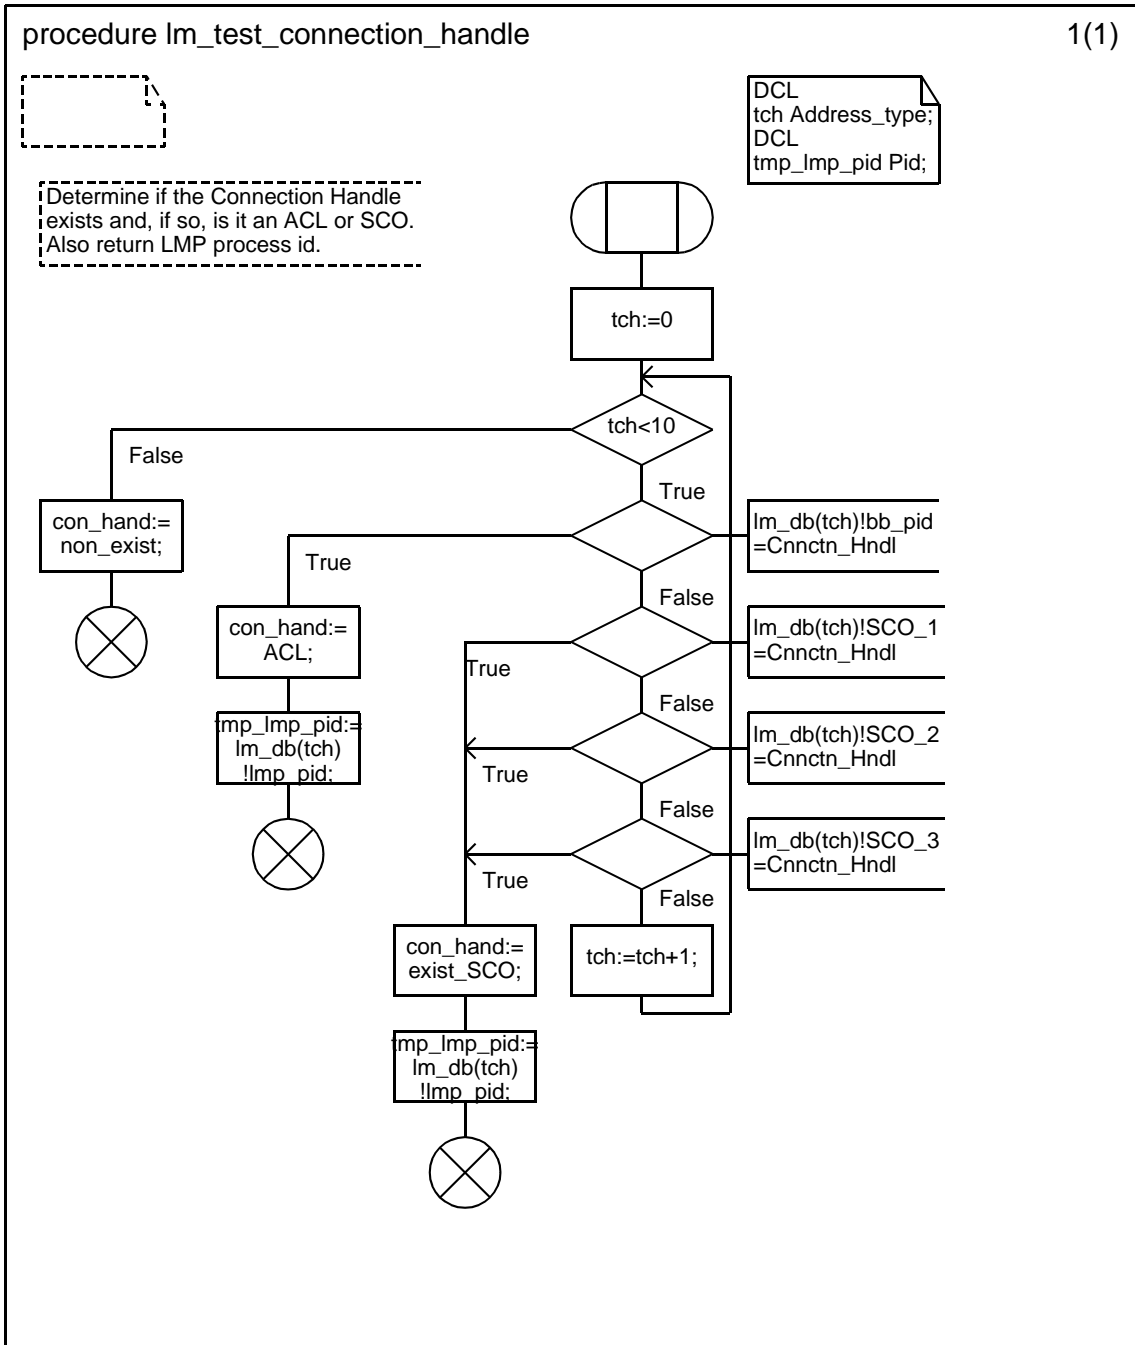 procedure lm_test_connection_handle
1(1)
DCL
tch Address_type;
DCL
tmp_lmp_pid Pid;
Determine if the Connection Handle
exists and, if so, is it an ACL or SCO.
Also return LMP process id.
tch:=0
tch<10
False
True
con_hand:=
non_exist;
lm_db(tch)!bb_pid
=Cnnctn_Hndl
True
False
con_hand:=
ACL;
lm_db(tch)!SCO_1
=Cnnctn_Hndl
True
False
tmp_lmp_pid:=
lm_db(tch)
!lmp_pid;
lm_db(tch)!SCO_2
=Cnnctn_Hndl
True
False
lm_db(tch)!SCO_3
=Cnnctn_Hndl
True
False
con_hand:=
exist_SCO;
tch:=tch+1;
tmp_lmp_pid:=
lm_db(tch)
!lmp_pid;